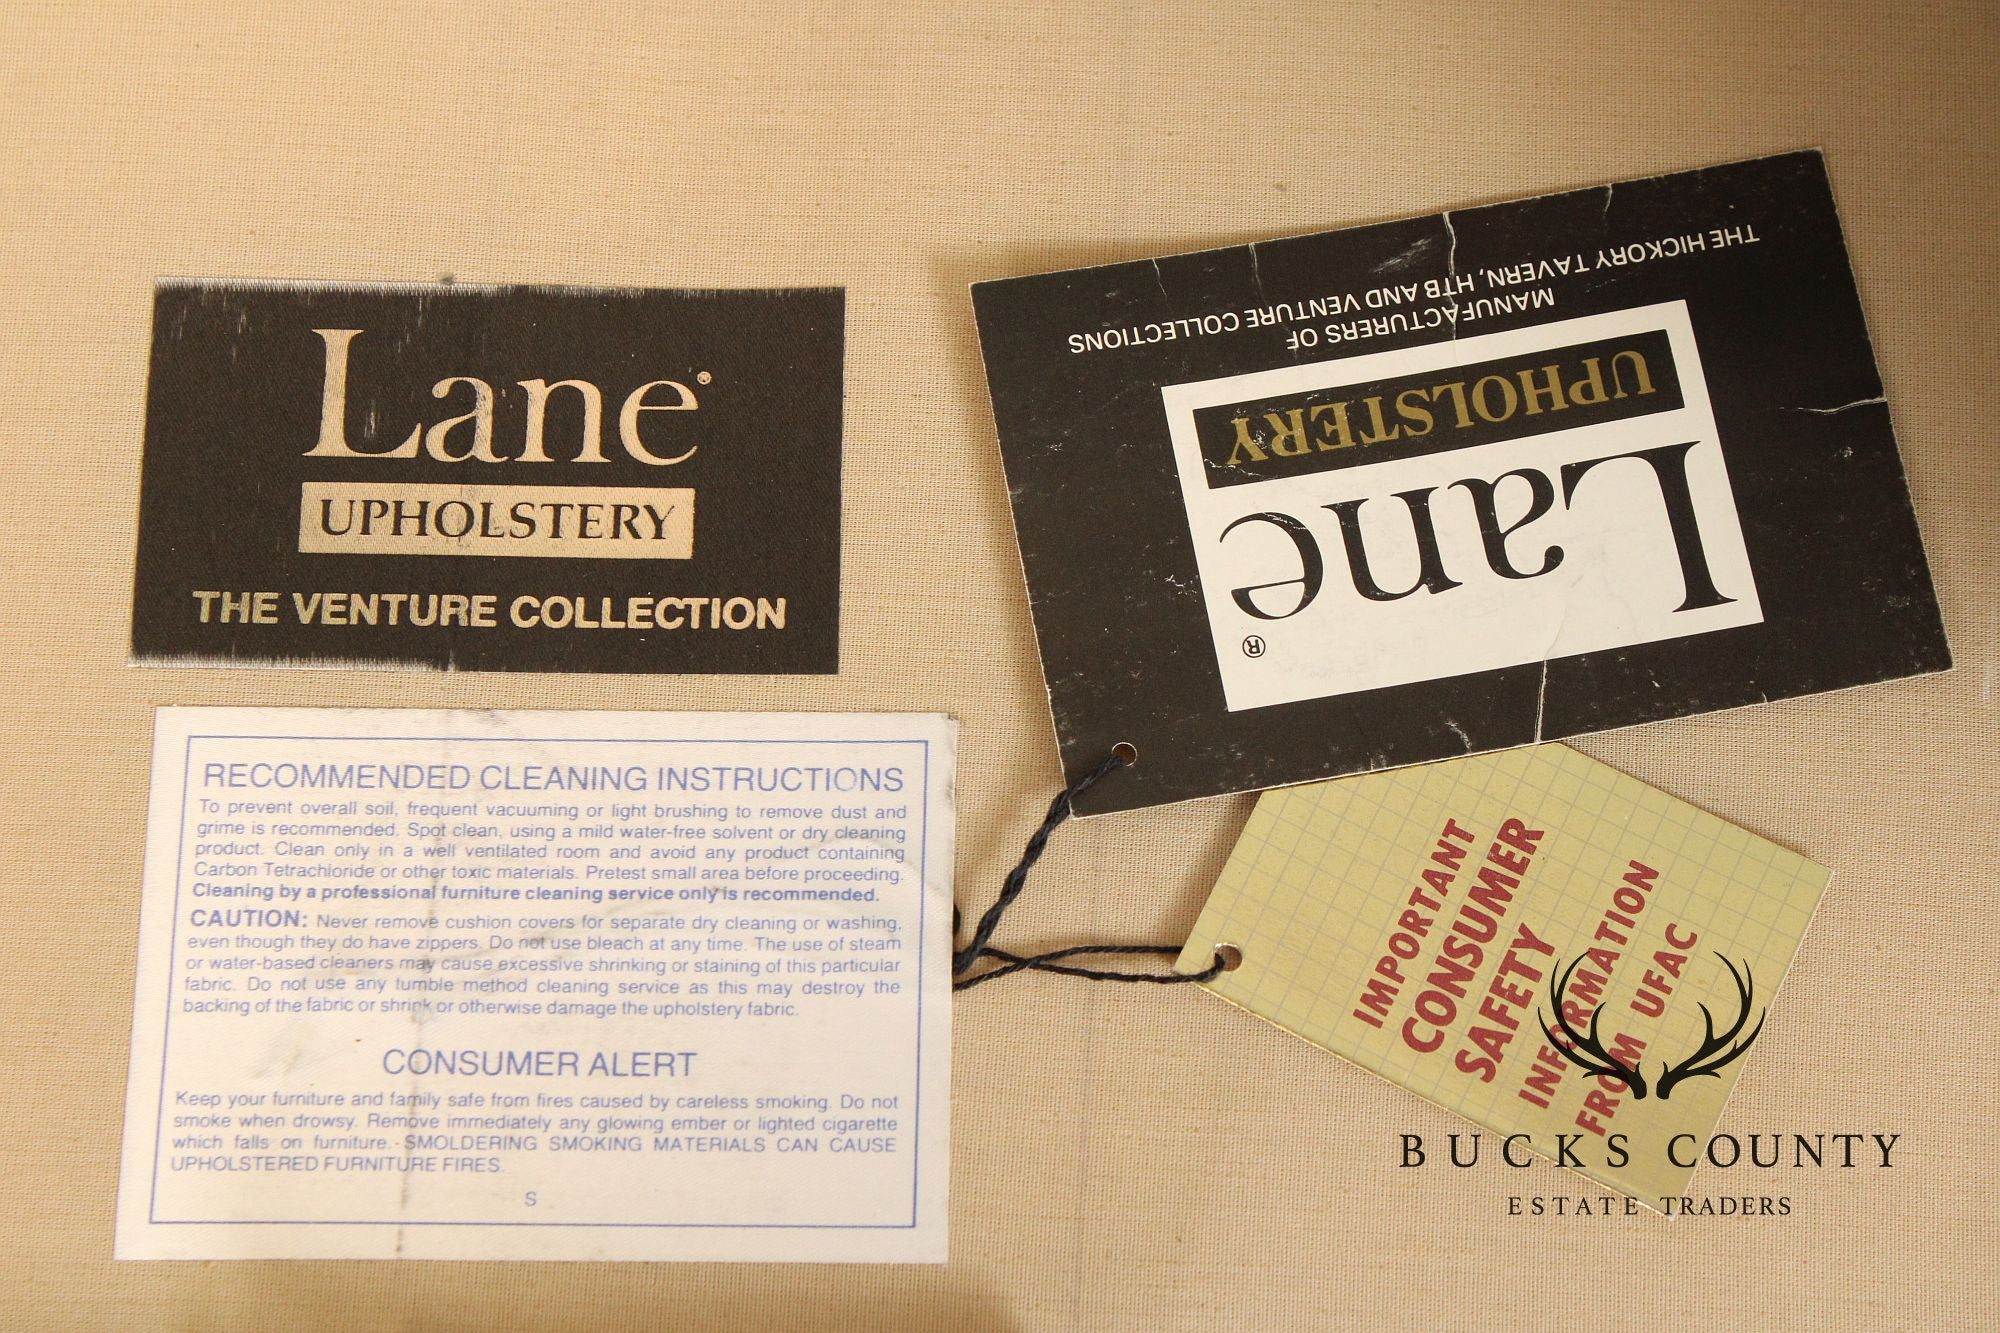 Lane®
UPHOLSTERY
THE VENTURE COLLECTION
RECOMMENDED CLEANING INSTRUCTIONS
To prevent overall soil, frequent vacuuming or light brushing to remove dust and
grime is recommended. Spot clean, using a mild water-free solvent or dry cleaning
product. Clean only in a well ventilated room and avoid any product containing
Carbon Tetrachloride or other toxic materials. Pretest small area before proceeding.
Cleaning by a professional furniture cleaning service only is recommended.
CAUTION: Never remove cushion covers for separate dry cleaning or washing,
even though they do have zippers. Do not use bleach at any time. The use of steam
or water-based cleaners may cause excessive shrinking or staining of this particular
fabric. Do not use any tumble method cleaning service as this may destroy the
backing of the fabric or shrink or otherwise damage the upholstery fabric.
CONSUMER ALERT
Keep your furniture and family safe from fires caused by careless smoking. Do not
smoke when drowsy. Remove immediately any glowing ember or lighted cigarette
which falls on furniture. - SMOLDERING SMOKING MATERIALS CAN CAUSE
UPHOLSTERED FURNITURE FIRES.
S
Lane®
UPHOLSTERY
MANUFACTURERS OF
THE HICKORY TAVERN, HTB AND VENTURE COLLECTIONS
IMPORTANT
CONSUMER
SAFETY
INFORMATION
FROM UFAC
BUCKS COUNTY
ESTATE TRADERS